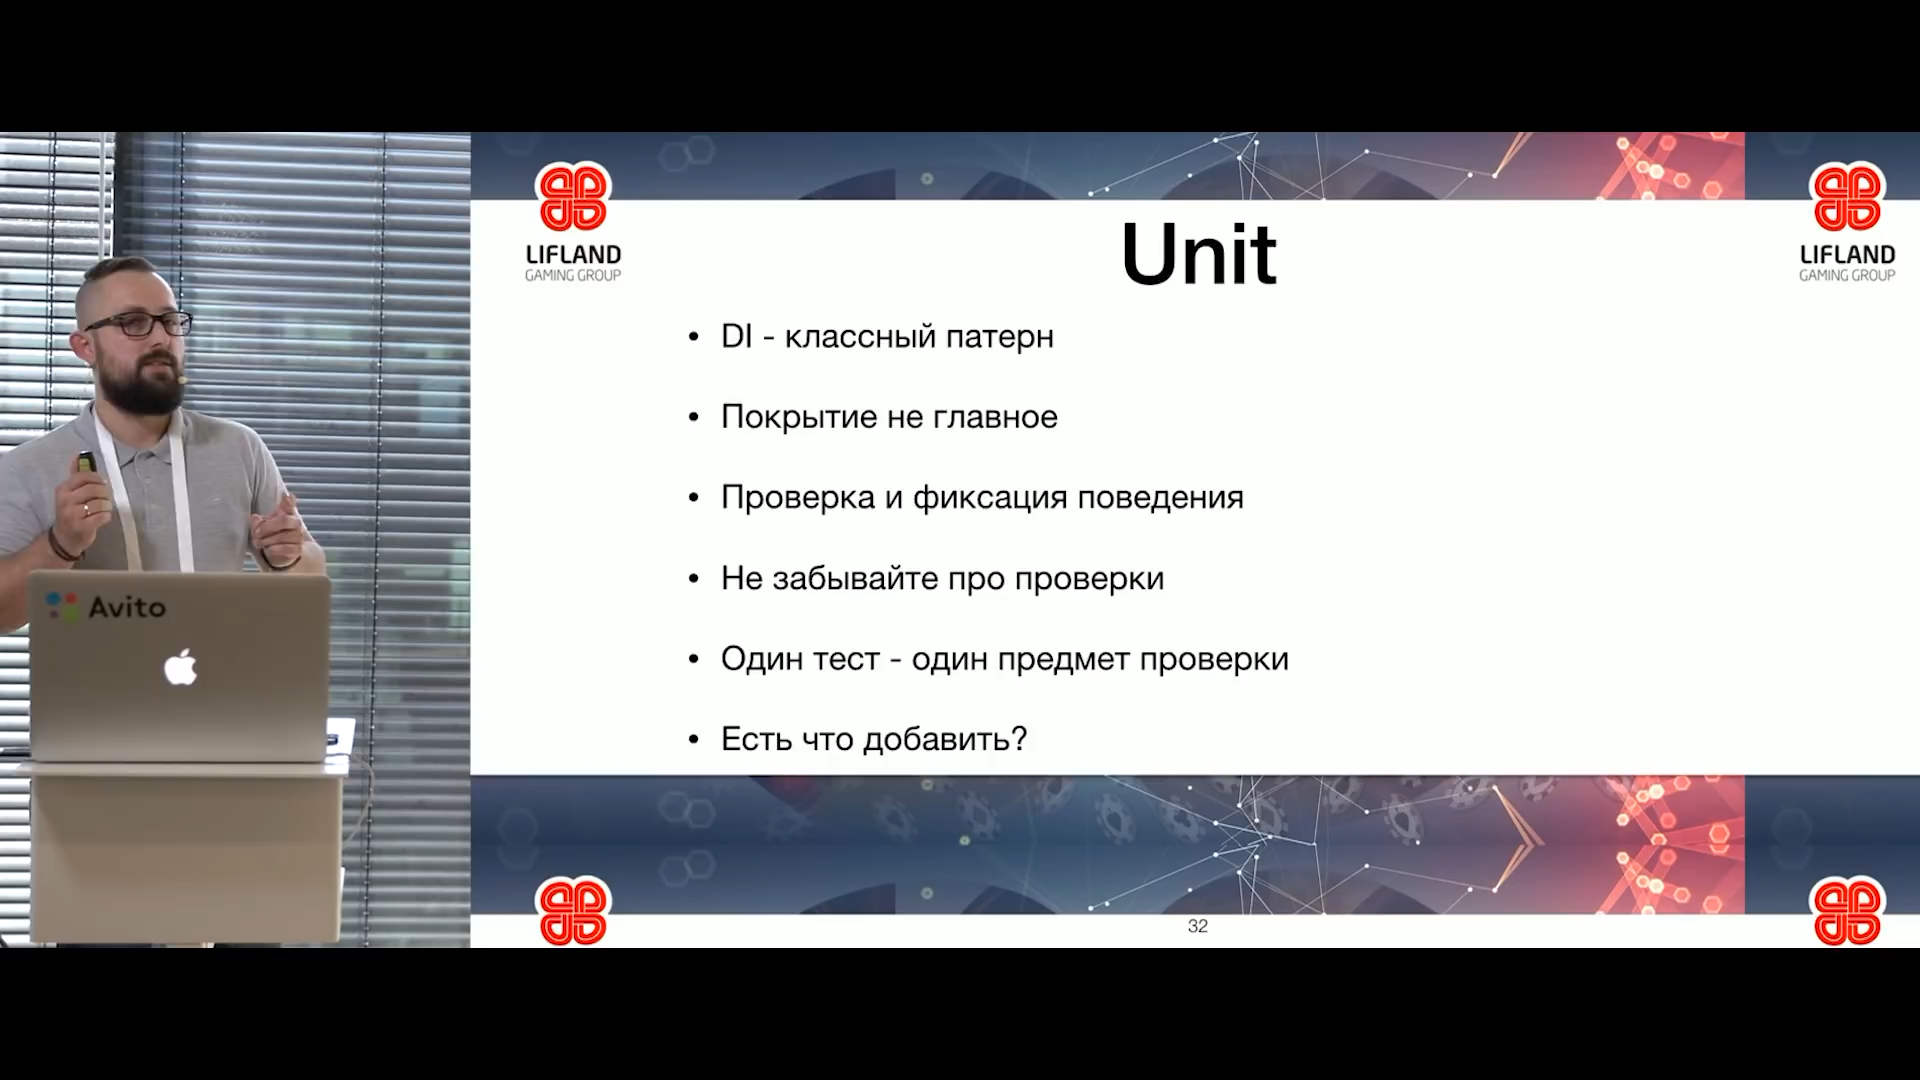 LIFLAND
GAMING GROUP
LIFLAND
GAMING GROUP
Unit
• DI - классный патерн
• Покрытие не главное
• Проверка и фиксация поведения
• Не забывайте про проверки
• Один тест - один предмет проверки
• Есть что добавить?
Avito
32